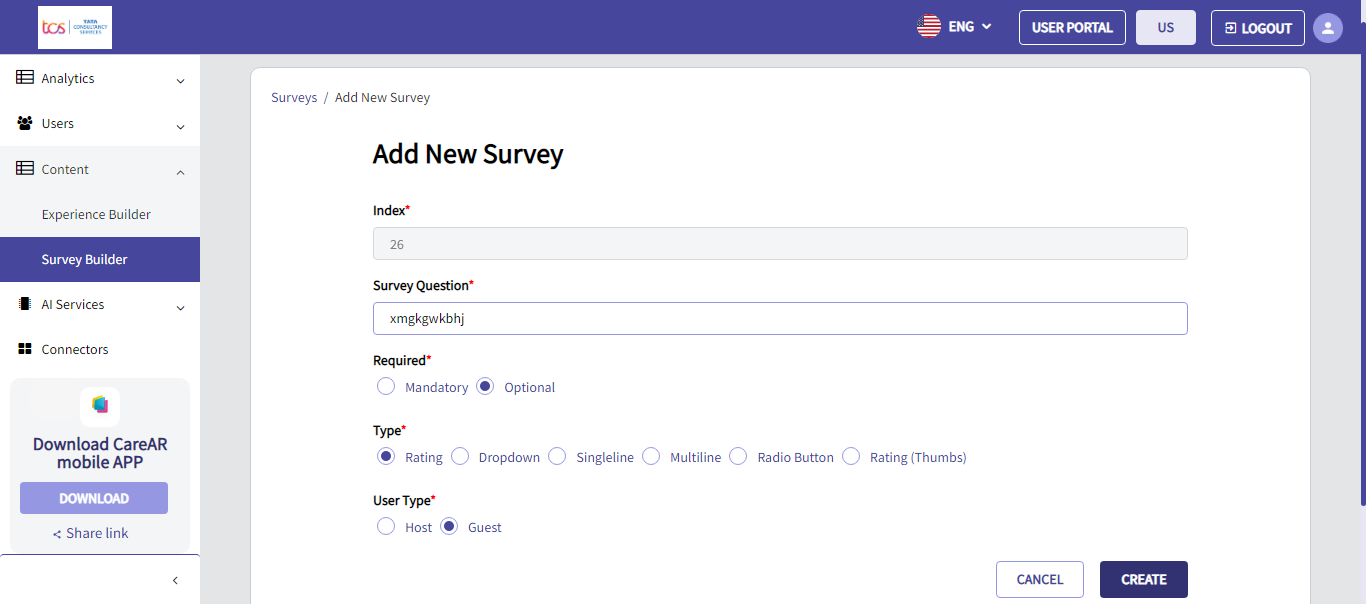 tcs TATA CONSULTANCY SERVICES
ENG
USER PORTAL
US
LOGOUT
Analytics
Users
Content
Experience Builder
Survey Builder
AI Services
Connectors
Download CareAR
mobile APP
DOWNLOAD
Share link
Surveys / Add New Survey
Add New Survey
Index*
26
Survey Question*
xmgkgwkbhj
Required*
Mandatory Optional
Type*
Rating Dropdown Singleline Multiline Radio Button Rating (Thumbs)
User Type*
Host Guest
CANCEL CREATE